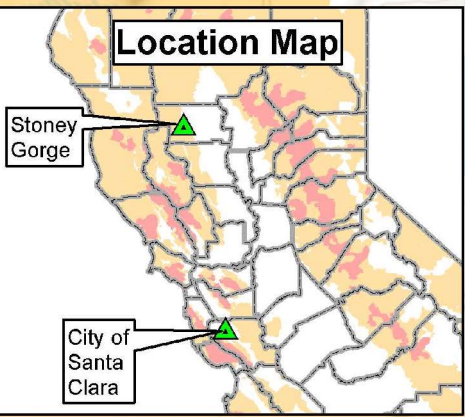 Location Map
Stoney
Gorge
City of
Santa
Clara